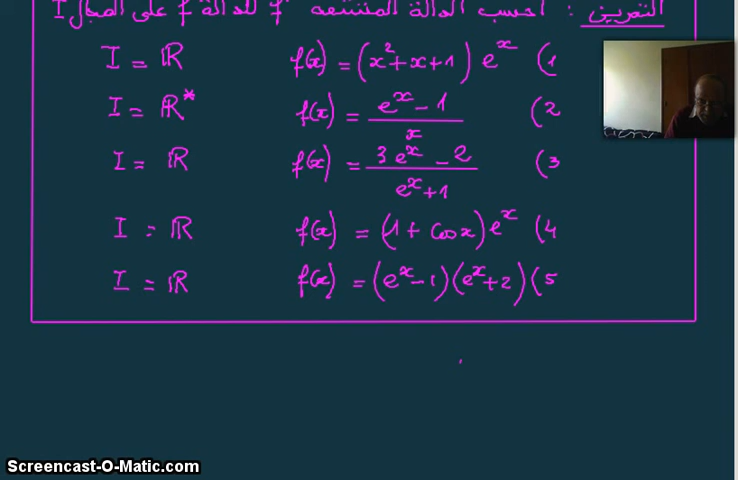 التمرين : احسب الدالة المشتقة f' للدالة f على المجال I
1) f(x) = (x²+x+1) eˣ I = ℝ
2) f(x) = (eˣ-1)/x I = ℝ*
3) f(x) = (3eˣ-2)/(eˣ+1) I = ℝ
4) f(x) = (1+cosx)eˣ I = ℝ
5) f(x) = (eˣ-1)(eˣ+2) I = ℝ
Screencast-O-Matic.com